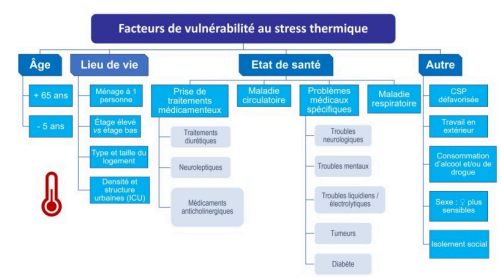 Facteurs de vulnérabilité au stress thermique
Âge
+ 65 ans
- 5 ans
Lieu de vie
Ménage à 1
personne
Étage élevé
vs étage bas
Type et taille du
logement
Densité et
structure
urbaines (ICU)
Etat de santé
Prise de
traitements
médicamenteux
Traitements
diurétiques
Neuroleptiques
Médicaments
anticholinergiques
Maladie
circulatoire
Problèmes
médicaux
spécifiques
Troubles
neurologiques
Troubles mentaux
Troubles liquidiens /
électrolytiques
Tumeurs
Diabète
Maladie
respiratoire
Autre
CSP
défavorisée
Travail en
extérieur
Consommation
d'alcool et/ou de
drogue
Sexe : ♀ plus
sensibles
Isolement social